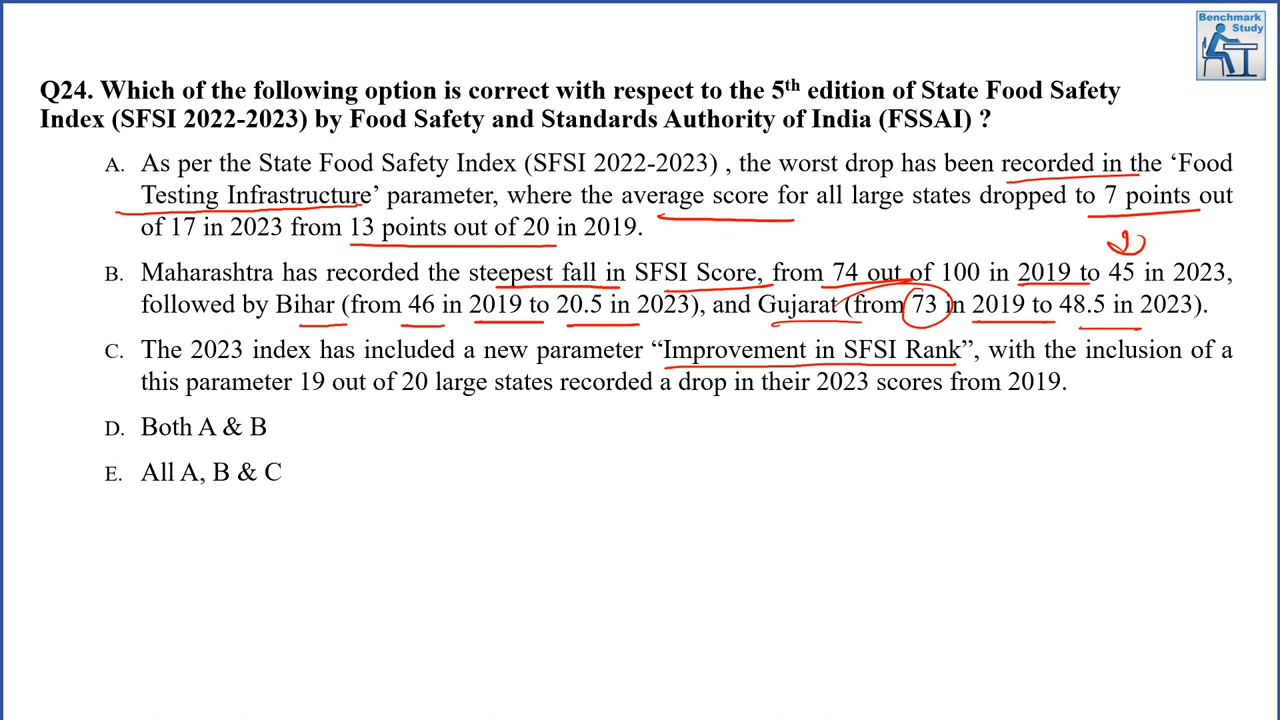 Benchmark
Study
Q24. Which of the following option is correct with respect to the 5th edition of State Food Safety
Index (SFSI 2022-2023) by Food Safety and Standards Authority of India (FSSAI) ?
A. As per the State Food Safety Index (SFSI 2022-2023) , the worst drop has been recorded in the ‘Food
Testing Infrastructure’ parameter, where the average score for all large states dropped to 7 points out
of 17 in 2023 from 13 points out of 20 in 2019.
B. Maharashtra has recorded the steepest fall in SFSI Score, from 74 out of 100 in 2019 to 45 in 2023,
followed by Bihar (from 46 in 2019 to 20.5 in 2023), and Gujarat (from 73 in 2019 to 48.5 in 2023).
C. The 2023 index has included a new parameter “Improvement in SFSI Rank”, with the inclusion of a
this parameter 19 out of 20 large states recorded a drop in their 2023 scores from 2019.
D. Both A & B
E. All A, B & C